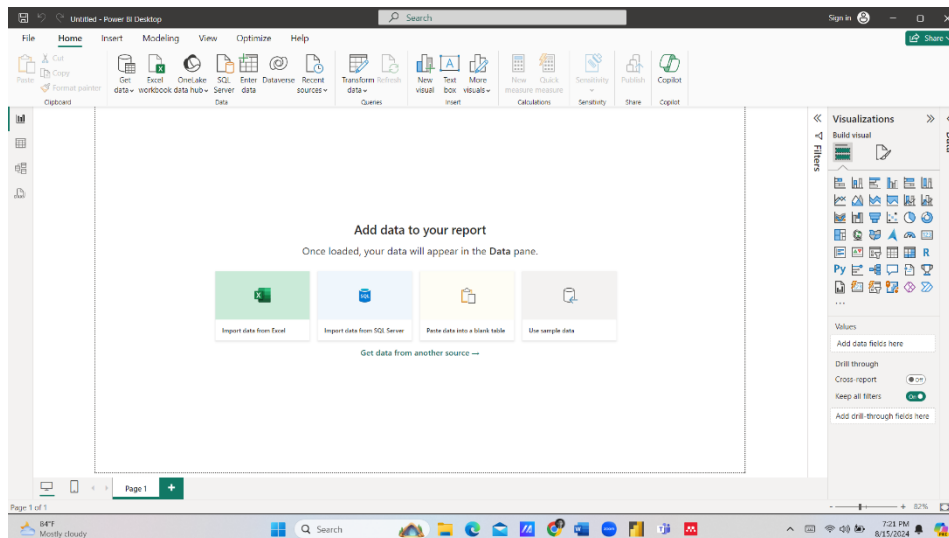 Untitled - Power BI Desktop
Search
Sign in
File Home Insert Modeling View Optimize Help
Share
Paste
Cut
Copy
Format painter
Clipboard
Get data
Excel workbook
OneLake data hub
SQL Server
Enter data
Dataverse
Recent sources
Data
Transform data
Refresh
Queries
New visual
Text box
More visuals
Insert
New measure
Quick measure
Calculations
Sensitivity
Sensitivity
Publish
Share
Copilot
Copilot
Add data to your report
Once loaded, your data will appear in the Data pane.
Import data from Excel
Import data from SQL Server
Paste data into a blank table
Use sample data
Get data from another source →
Filters
Visualizations
Data
Build visual
R
Py
...
Values
Add data fields here
Drill through
Cross-report
Off
Keep all filters
On
Add drill-through fields here
Page 1
Page 1 of 1
82%
84°F
Mostly cloudy
Search
7:21 PM
8/15/2024